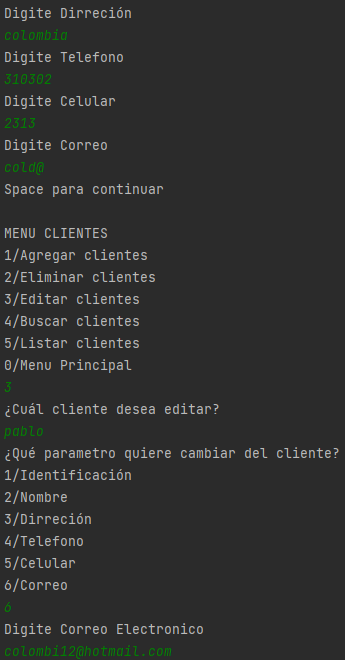 Digite Dirreción
colombia
Digite Telefono
310302
Digite Celular
2313
Digite Correo
cold@
Space para continuar
MENU CLIENTES
1/Agregar clientes
2/Eliminar clientes
3/Editar clientes
4/Buscar clientes
5/Listar clientes
0/Menu Principal
3
¿Cuál cliente desea editar?
pablo
¿Qué parametro quiere cambiar del cliente?
1/Identificación
2/Nombre
3/Dirreción
4/Telefono
5/Celular
6/Correo
6
Digite Correo Electronico
colombi12@hotmail.com